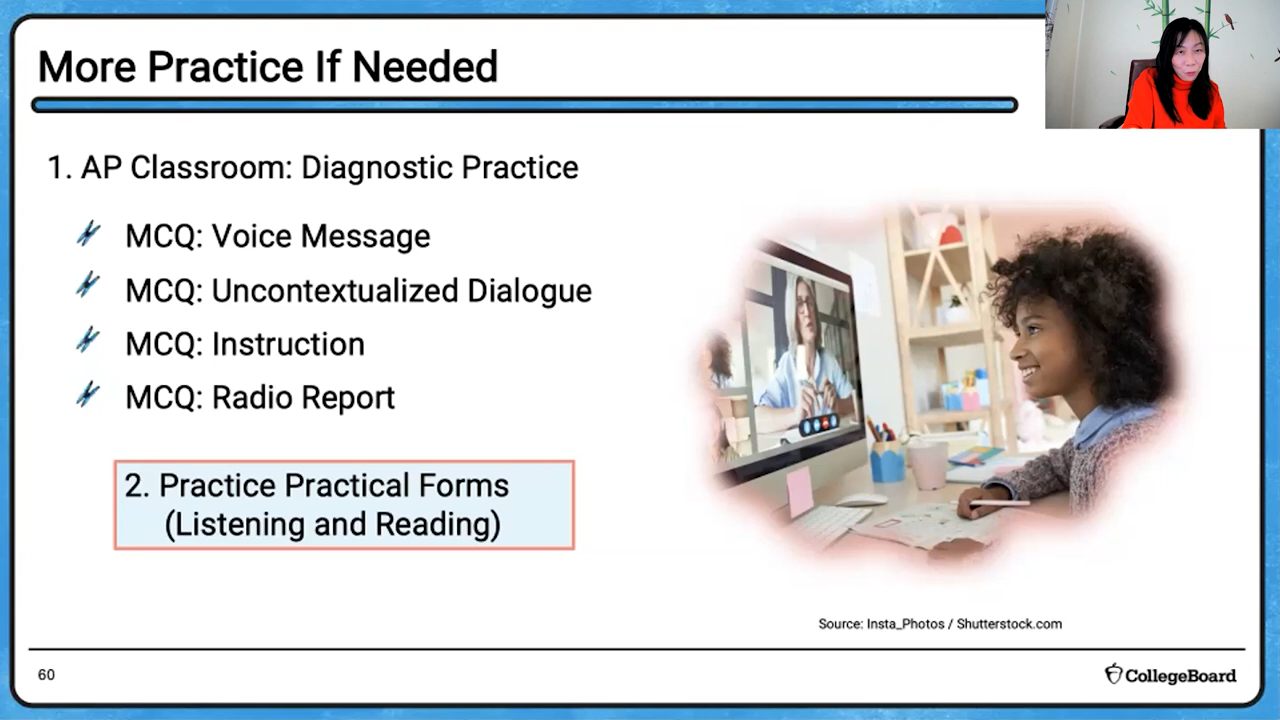 More Practice If Needed
1. AP Classroom: Diagnostic Practice
MCQ: Voice Message
MCQ: Uncontextualized Dialogue
MCQ: Instruction
MCQ: Radio Report
2. Practice Practical Forms
(Listening and Reading)
Source: Insta_Photos / Shutterstock.com
60
CollegeBoard